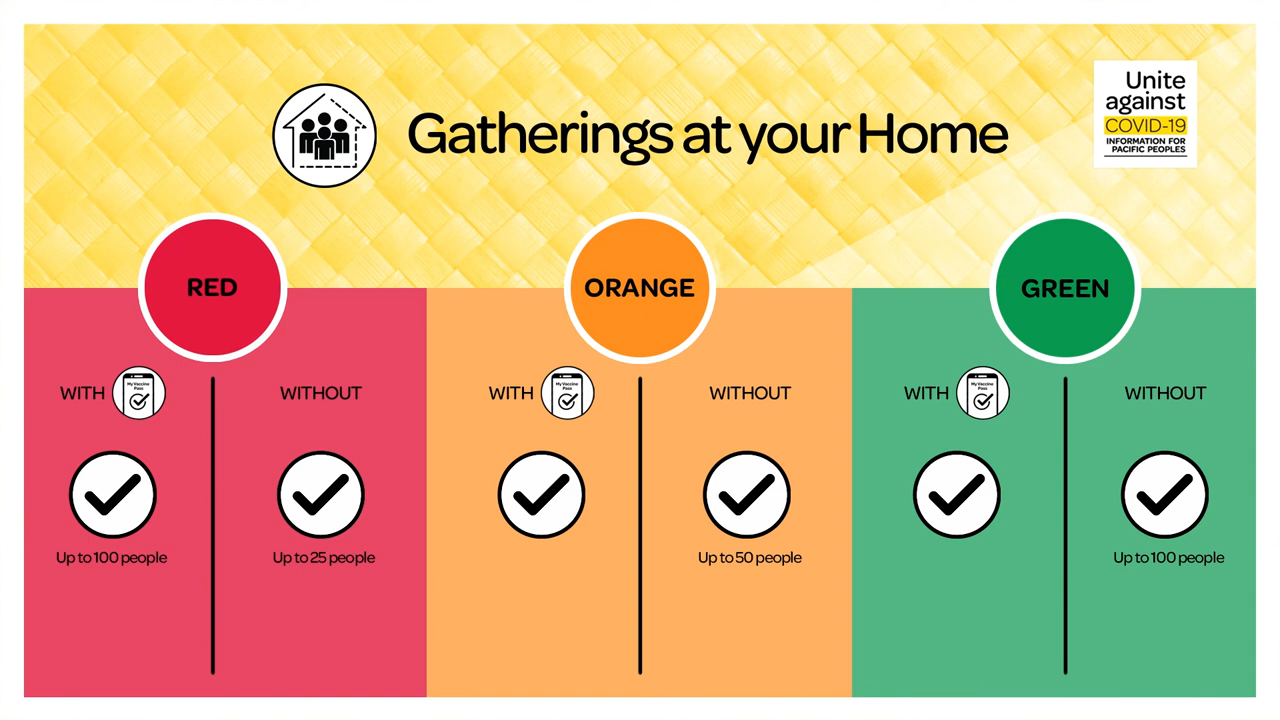 Gatherings at your Home
Unite
against
COVID-19
INFORMATION FOR
PACIFIC PEOPLES
RED
ORANGE
GREEN
WITH
My Vaccine
Pass
WITHOUT
WITH
My Vaccine
Pass
WITHOUT
WITH
My Vaccine
Pass
WITHOUT
Up to 100 people
Up to 25 people
Up to 50 people
Up to 100 people